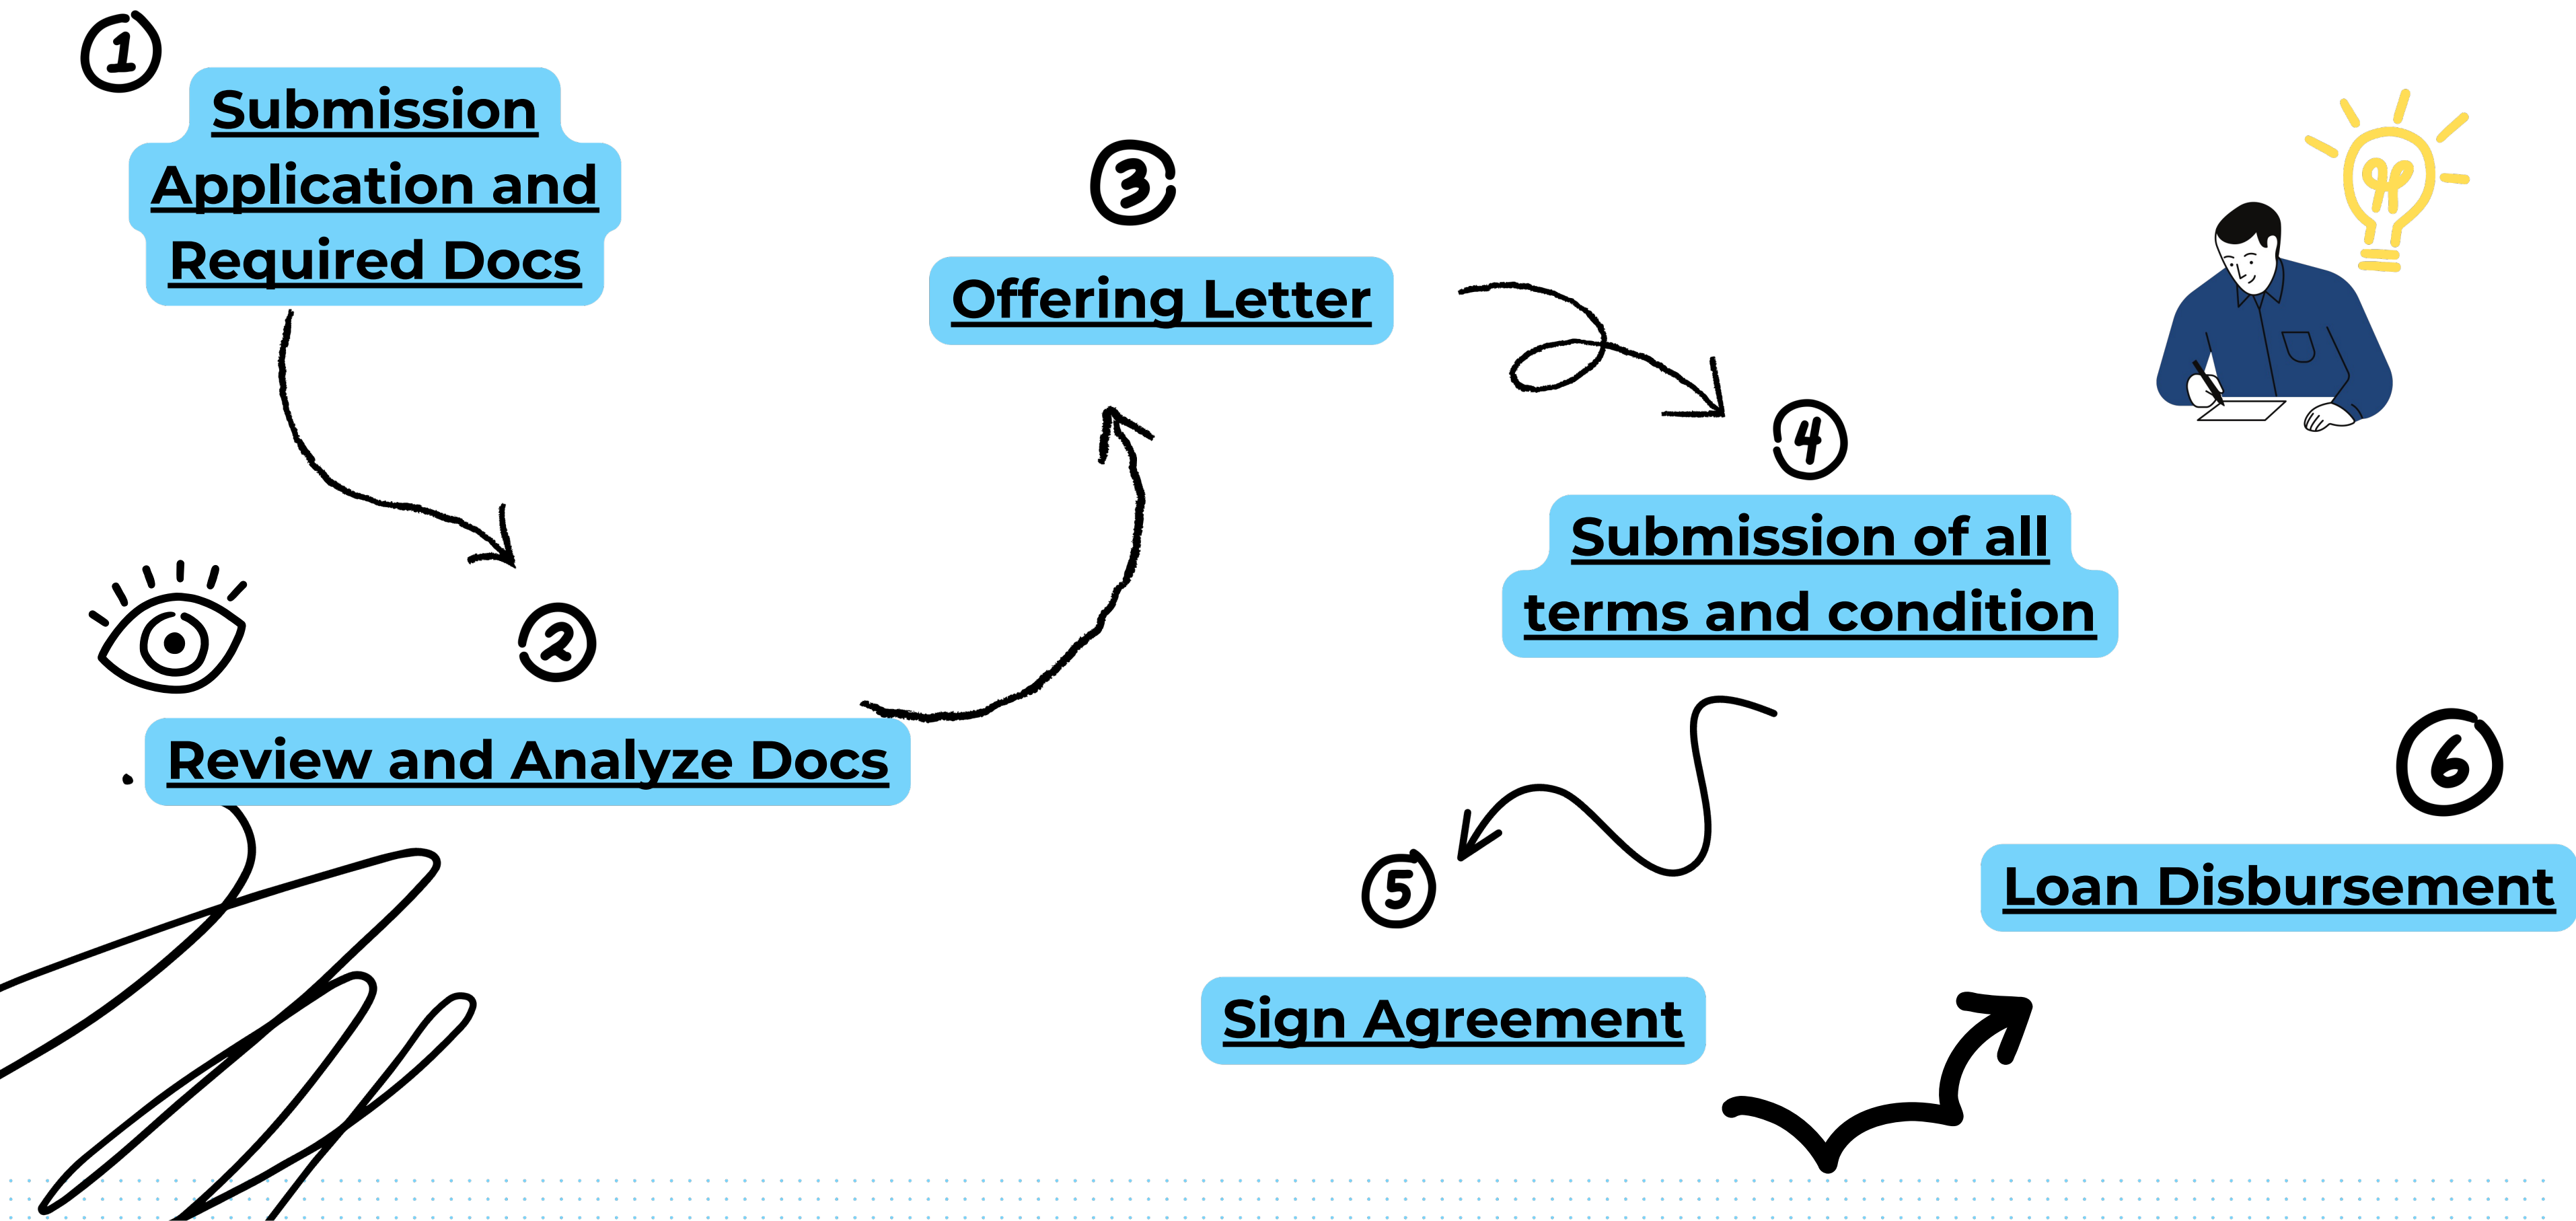 1
Submission
Application and
Required Docs
2
Review and Analyze Docs
3
Offering Letter
4
Submission of all
terms and condition
5
Sign Agreement
6
Loan Disbursement